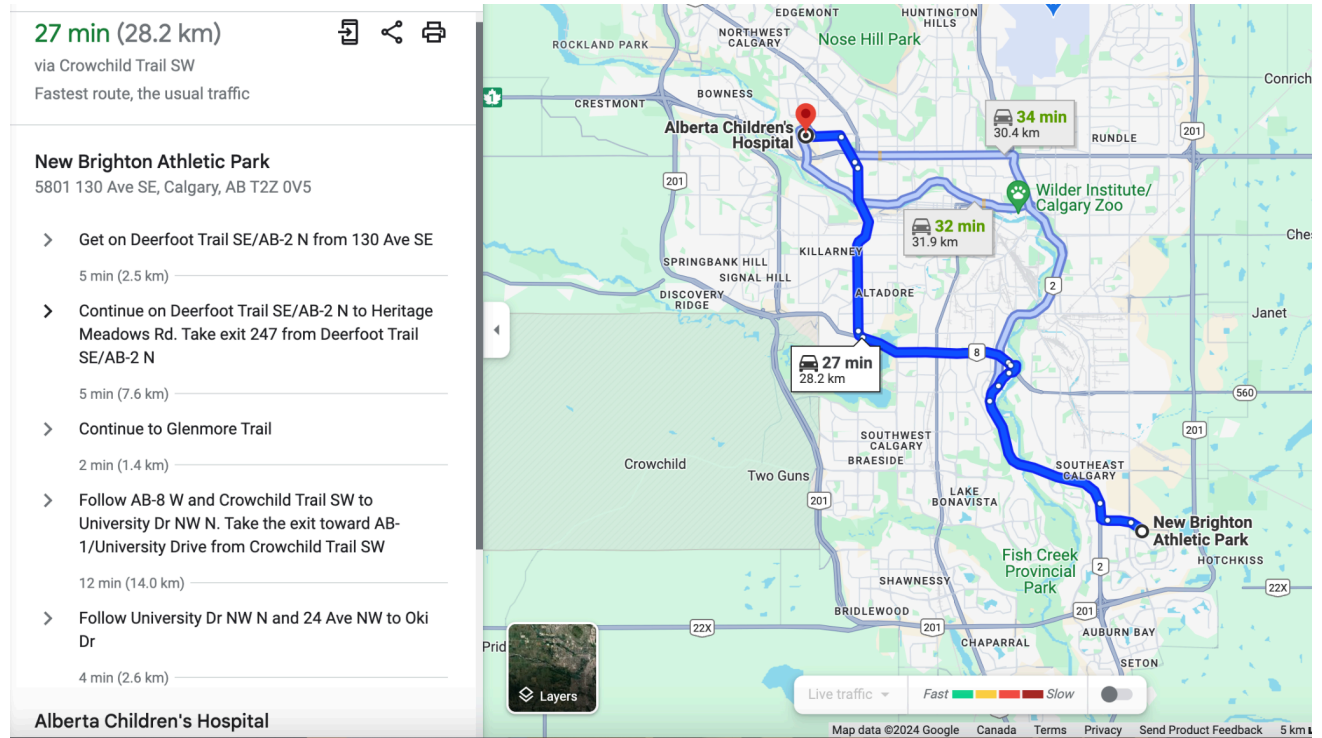 27 min (28.2 km)
via Crowchild Trail SW
Fastest route, the usual traffic
New Brighton Athletic Park
5801 130 Ave SE, Calgary, AB T2Z 0V5
Get on Deerfoot Trail SE/AB-2 N from 130 Ave SE
5 min (2.5 km)
Continue on Deerfoot Trail SE/AB-2 N to Heritage
Meadows Rd. Take exit 247 from Deerfoot Trail
SE/AB-2 N
5 min (7.6 km)
Continue to Glenmore Trail
2 min (1.4 km)
Follow AB-8 W and Crowchild Trail SW to
University Dr NW N. Take the exit toward AB-
1/University Drive from Crowchild Trail SW
12 min (14.0 km)
Follow University Dr NW N and 24 Ave NW to Oki
Dr
4 min (2.6 km)
Alberta Children's Hospital
EDGEMONT
HUNTINGTON
HILLS
NORTHWEST
CALGARY
Nose Hill Park
ROCKLAND PARK
Conrich
1
BOWNESS
CRESTMONT
34 min
30.4 km
Alberta Children's
Hospital
RUNDLE
201
201
Wilder Institute/
Calgary Zoo
32 min
31.9 km
Che
KILLARNEY
SPRINGBANK HILL
SIGNAL HILL
2
DISCOVERY
RIDGE
ALTADORE
Janet
8
27 min
28.2 km
560
201
SOUTHWEST
CALGARY
BRAESIDE
Crowchild
Two Guns
SOUTHEAST
CALGARY
LAKE
BONAVISTA
201
New Brighton
Athletic Park
Fish Creek
Provincial
Park
HOTCHKISS
2
SHAWNESSY
22X
BRIDLEWOOD
201
22X
201
AUBURN BAY
CHAPARRAL
Prid
SETON
Layers
Live traffic
Fast
Slow
Map data ©2024 Google
Canada
Terms
Privacy
Send Product Feedback
5 km